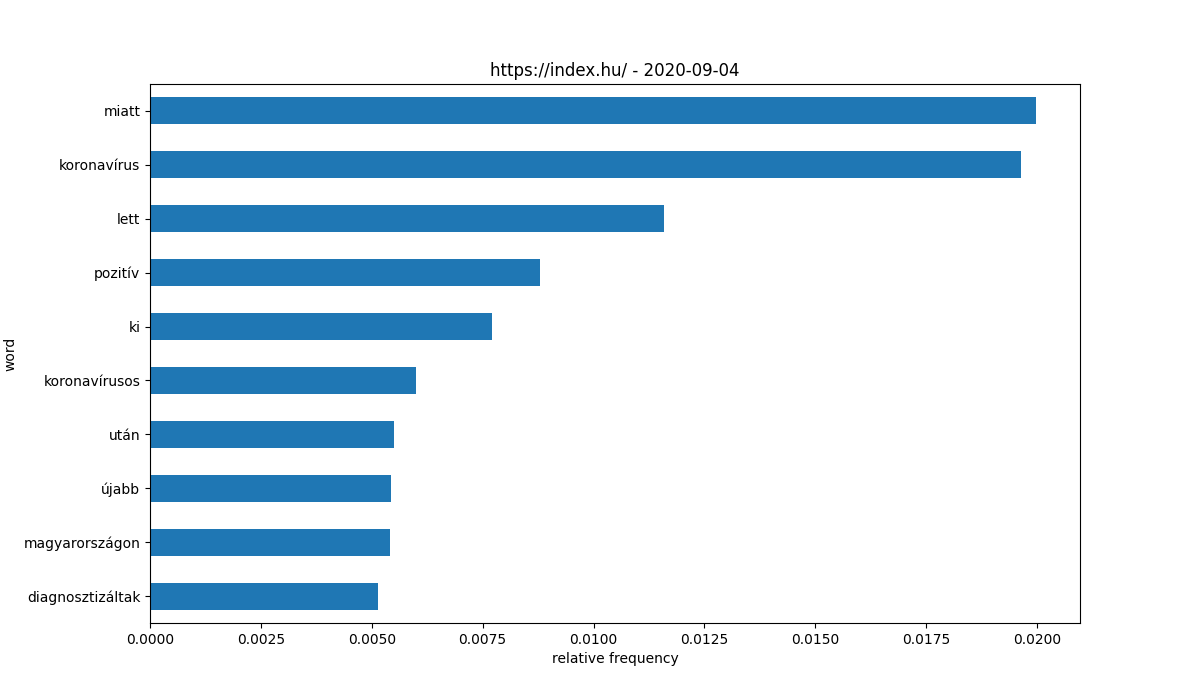 https://index.hu/ - 2020-09-04
word
miatt
koronavírus
lett
pozitív
ki
koronavírusos
után
újabb
magyarországon
diagnosztizáltak
0.0000 0.0025 0.0050 0.0075 0.0100 0.0125 0.0150 0.0175 0.0200
relative frequency